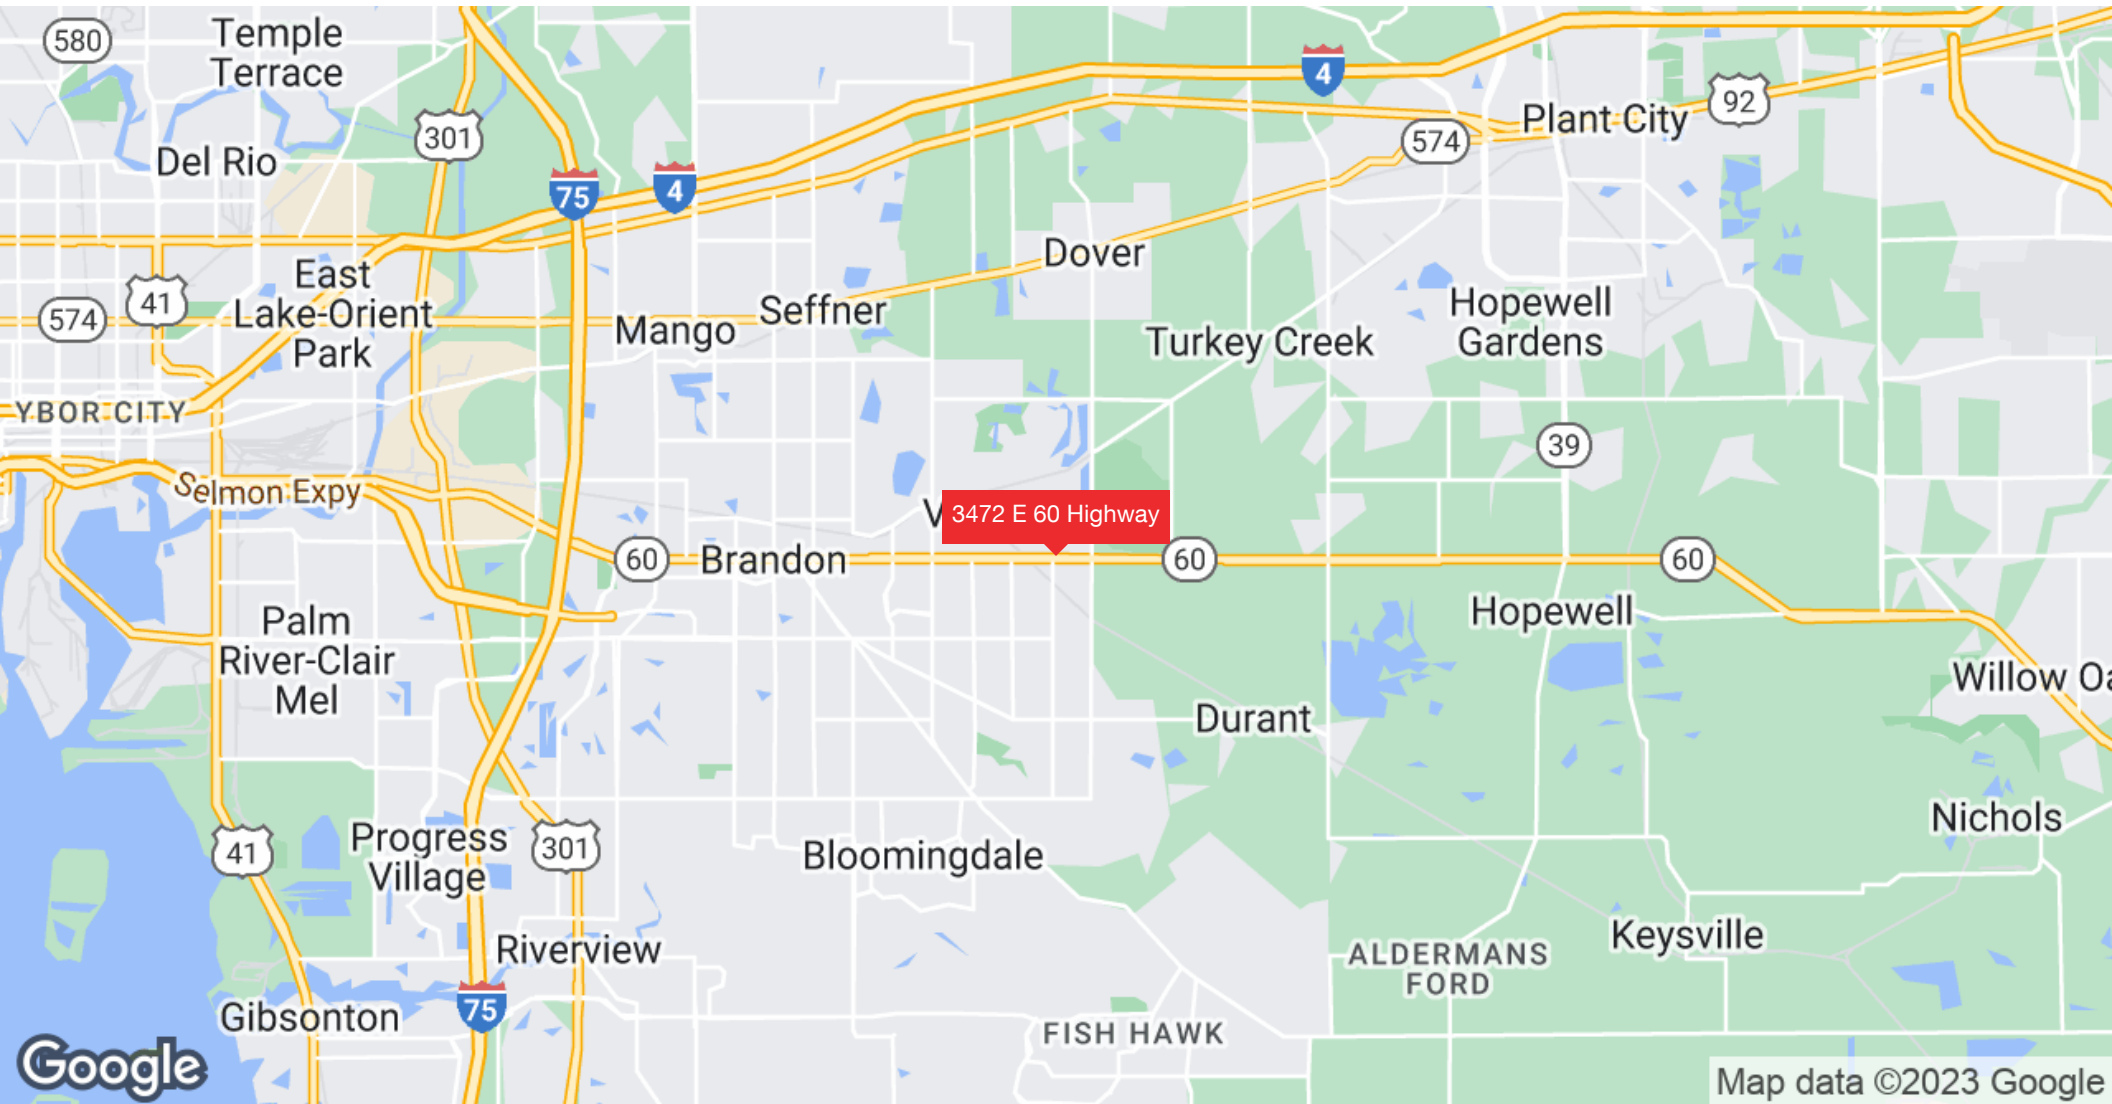 580
Temple
Terrace
301
Del Rio
75
4
4
Plant City
92
574
Dover
East
Lake-Orient
Park
41
574
Mango
Seffner
Turkey Creek
Hopewell
Gardens
YBOR CITY
39
Selmon Expy
V
3472 E 60 Highway
60
Brandon
60
60
Hopewell
Palm
River-Clair
Mel
Durant
Willow Oa
Nichols
Progress
Village
41
301
Bloomingdale
Riverview
Keysville
ALDERMANS
FORD
75
Gibsonton
FISH HAWK
Google
Map data ©2023 Google